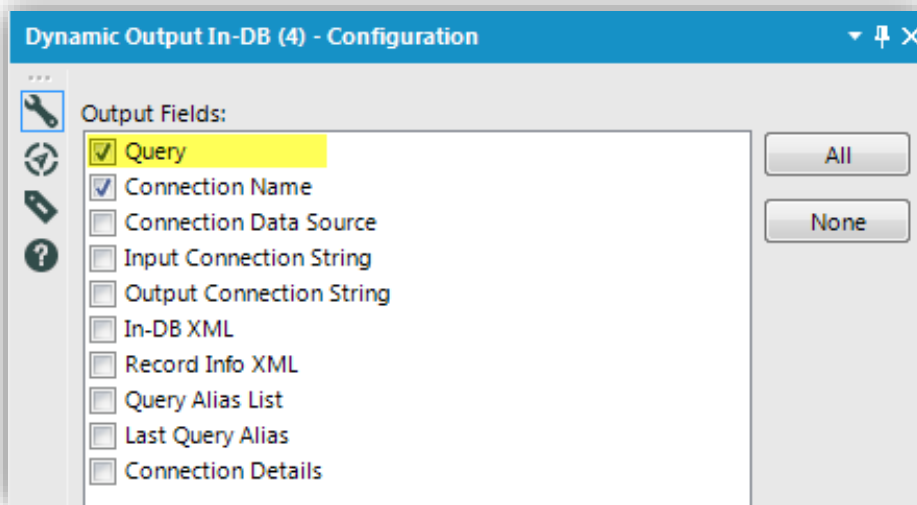 Dynamic Output In-DB (4) - Configuration
Output Fields:
Query
Connection Name
Connection Data Source
Input Connection String
Output Connection String
In-DB XML
Record Info XML
Query Alias List
Last Query Alias
Connection Details
All
None